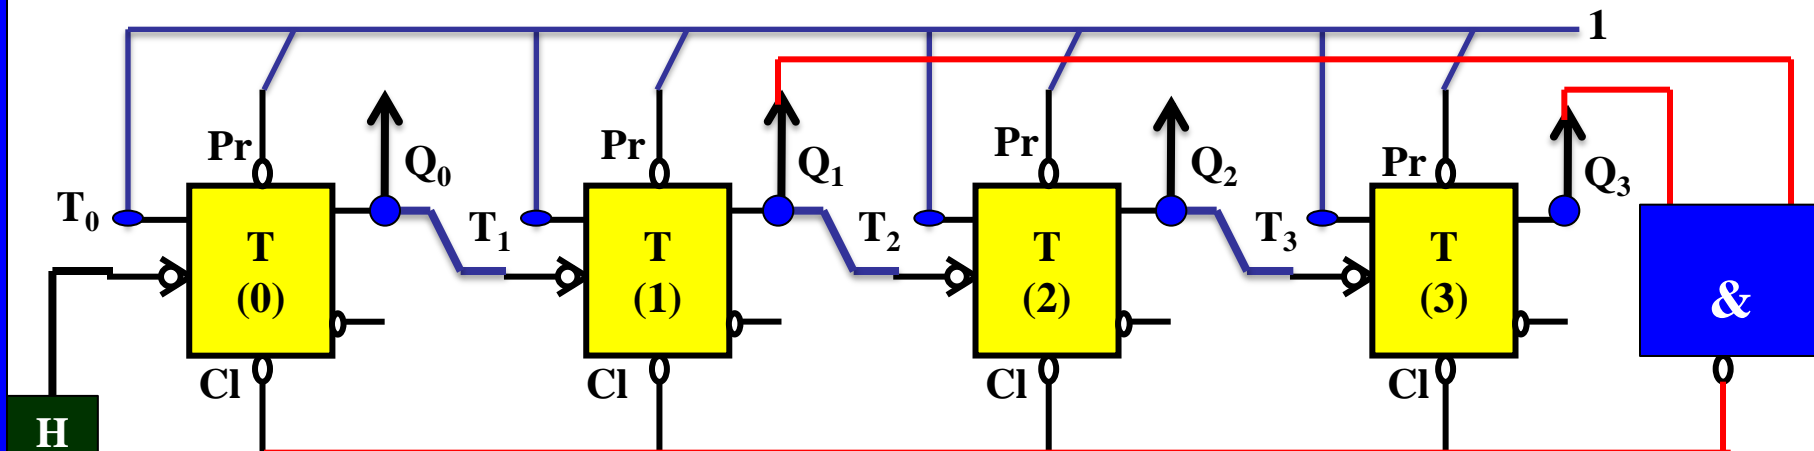 1
Pr
Q0
Pr
Q1
Pr
Q2
Pr
Q3
T0
T1
T2
T3
T
(0)
T
(1)
T
(2)
T
(3)
&
Cl
Cl
Cl
Cl
H